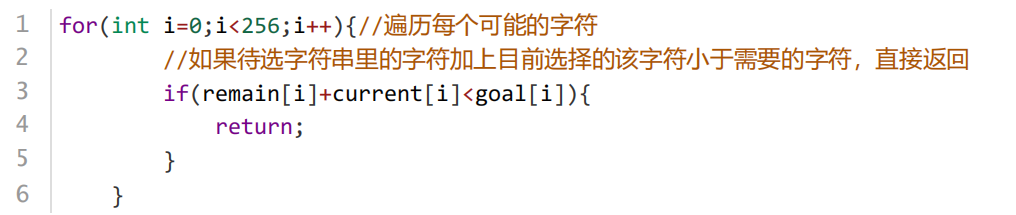 1 for(int i=0;i<256;i++){//遍历每个可能的字符
2 //如果待选字符串里的字符加上目前选择的该字符小于需要的字符，直接返回
3 if(remain[i]+current[i]<goal[i]){
4 return;
5 }
6 }